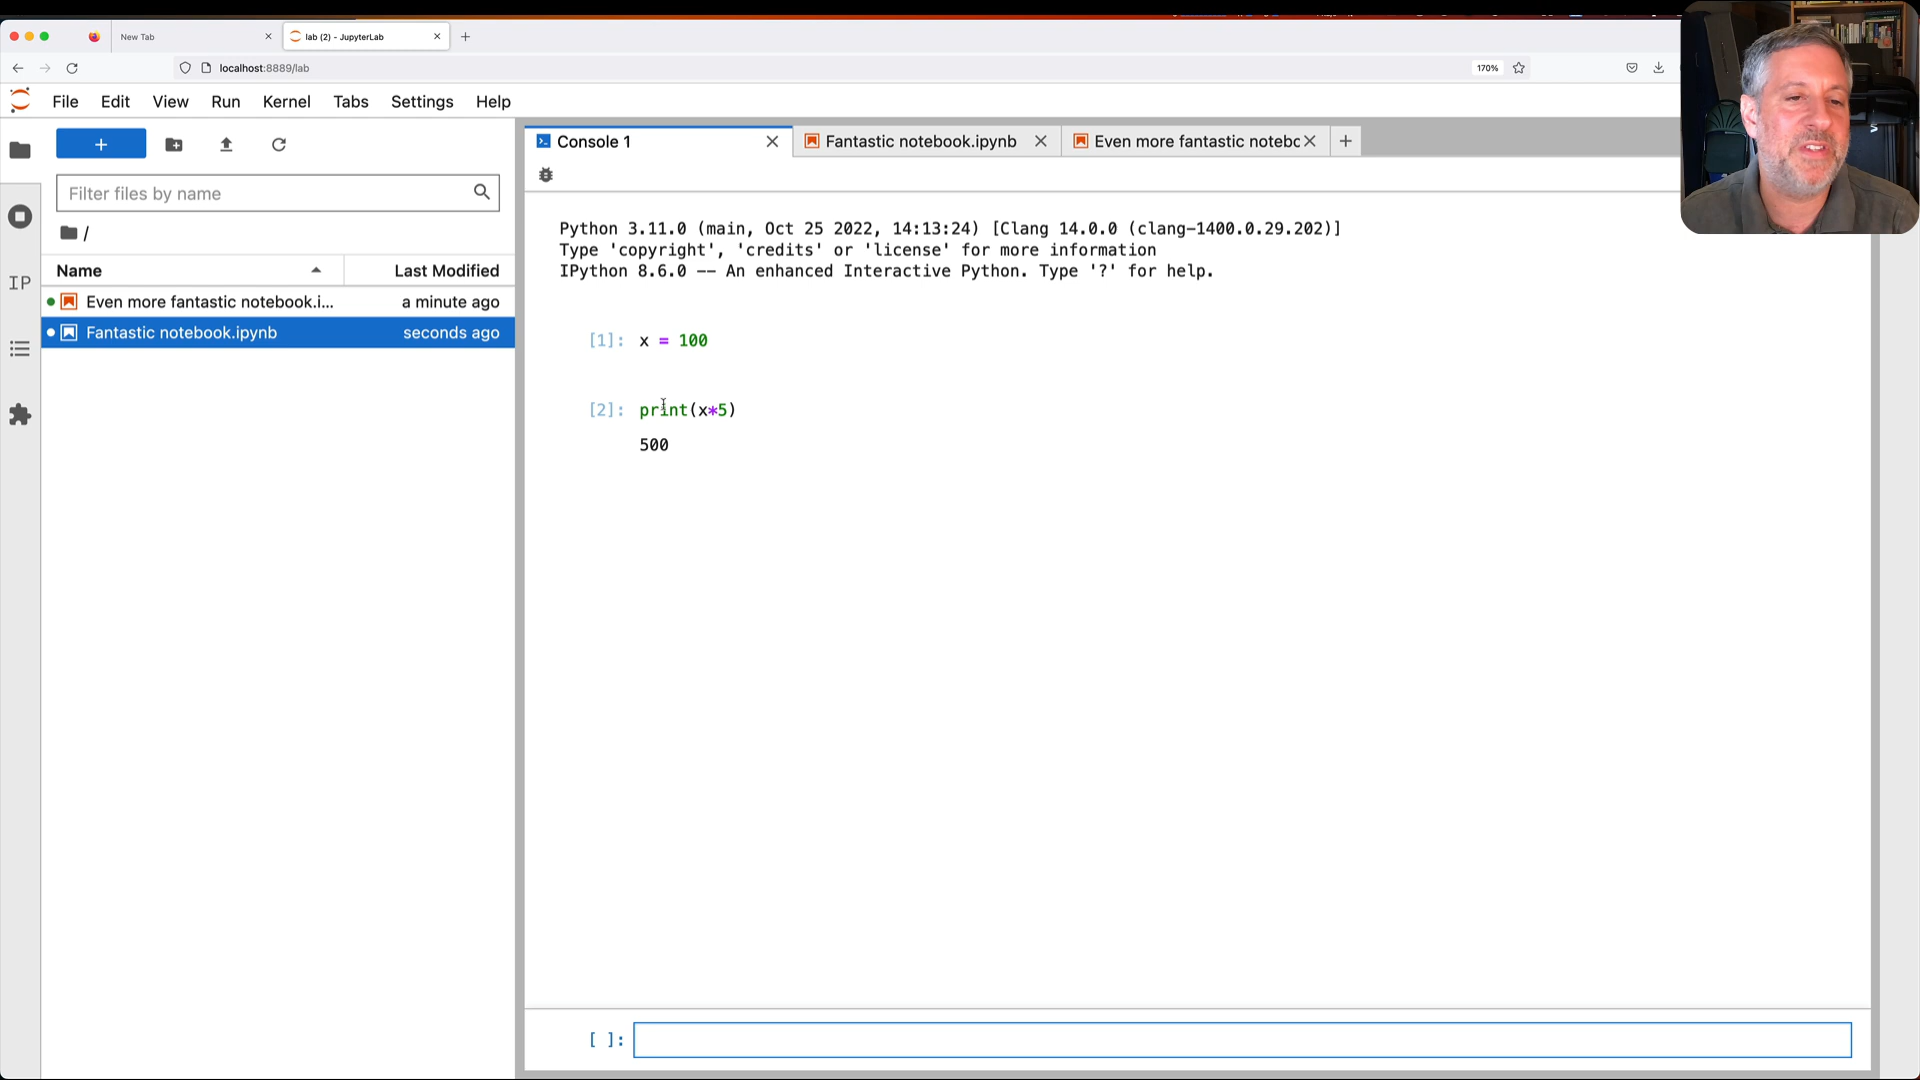 New Tab
lab (2) - JupyterLab
localhost:8889/lab
170%
File Edit View Run Kernel Tabs Settings Help
+
Filter files by name
/
Name Last Modified
Even more fantastic notebook.i... a minute ago
Fantastic notebook.ipynb seconds ago
IP
Console 1
Fantastic notebook.ipynb
Even more fantastic notebo
Python 3.11.0 (main, Oct 25 2022, 14:13:24) [Clang 14.0.0 (clang-1400.0.29.202)]
Type 'copyright', 'credits' or 'license' for more information
IPython 8.6.0 -- An enhanced Interactive Python. Type '?' for help.
[1]: x = 100
[2]: print(x*5)
500
[ ]: